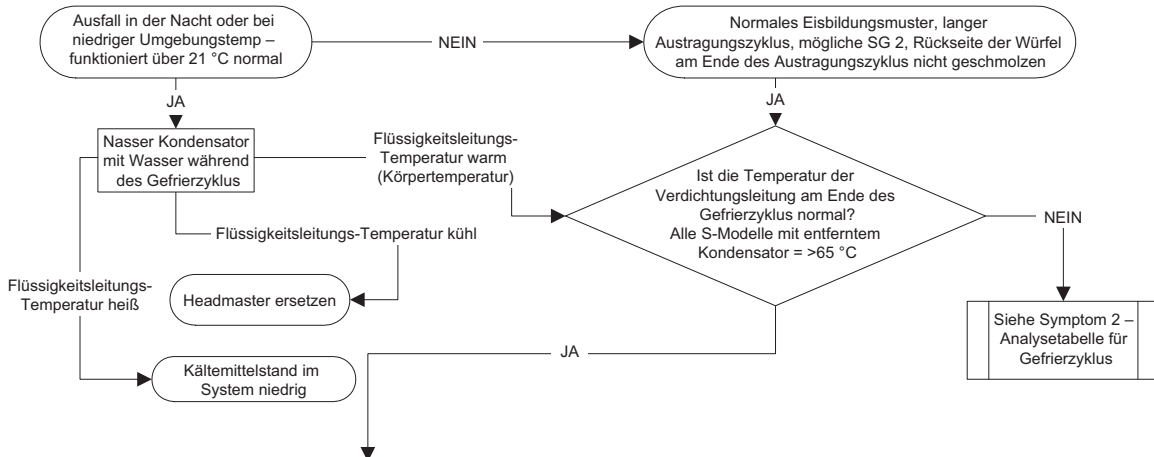 Ausfall in der Nacht oder bei
niedriger Umgebungstemp –
funktioniert über 21 °C normal
NEIN
Normales Eisbildungsmuster, langer
Austragungszyklus, mögliche SG 2, Rückseite der Würfel
am Ende des Austragungszyklus nicht geschmolzen
JA
JA
Nasser Kondensator
mit Wasser während
des Gefrierzyklus
Flüssigkeitsleitungs-
Temperatur warm
(Körpertemperatur)
Ist die Temperatur der
Verdichtungsleitung am Ende des
Gefrierzyklus normal?
Alle S-Modelle mit entferntem
Kondensator = >65 °C
NEIN
Flüssigkeitsleitungs-Temperatur kühl
Flüssigkeitsleitungs-
Temperatur heiß
Headmaster ersetzen
Siehe Symptom 2 –
Analysetabelle für
Gefrierzyklus
JA
Kältemittelstand im
System niedrig